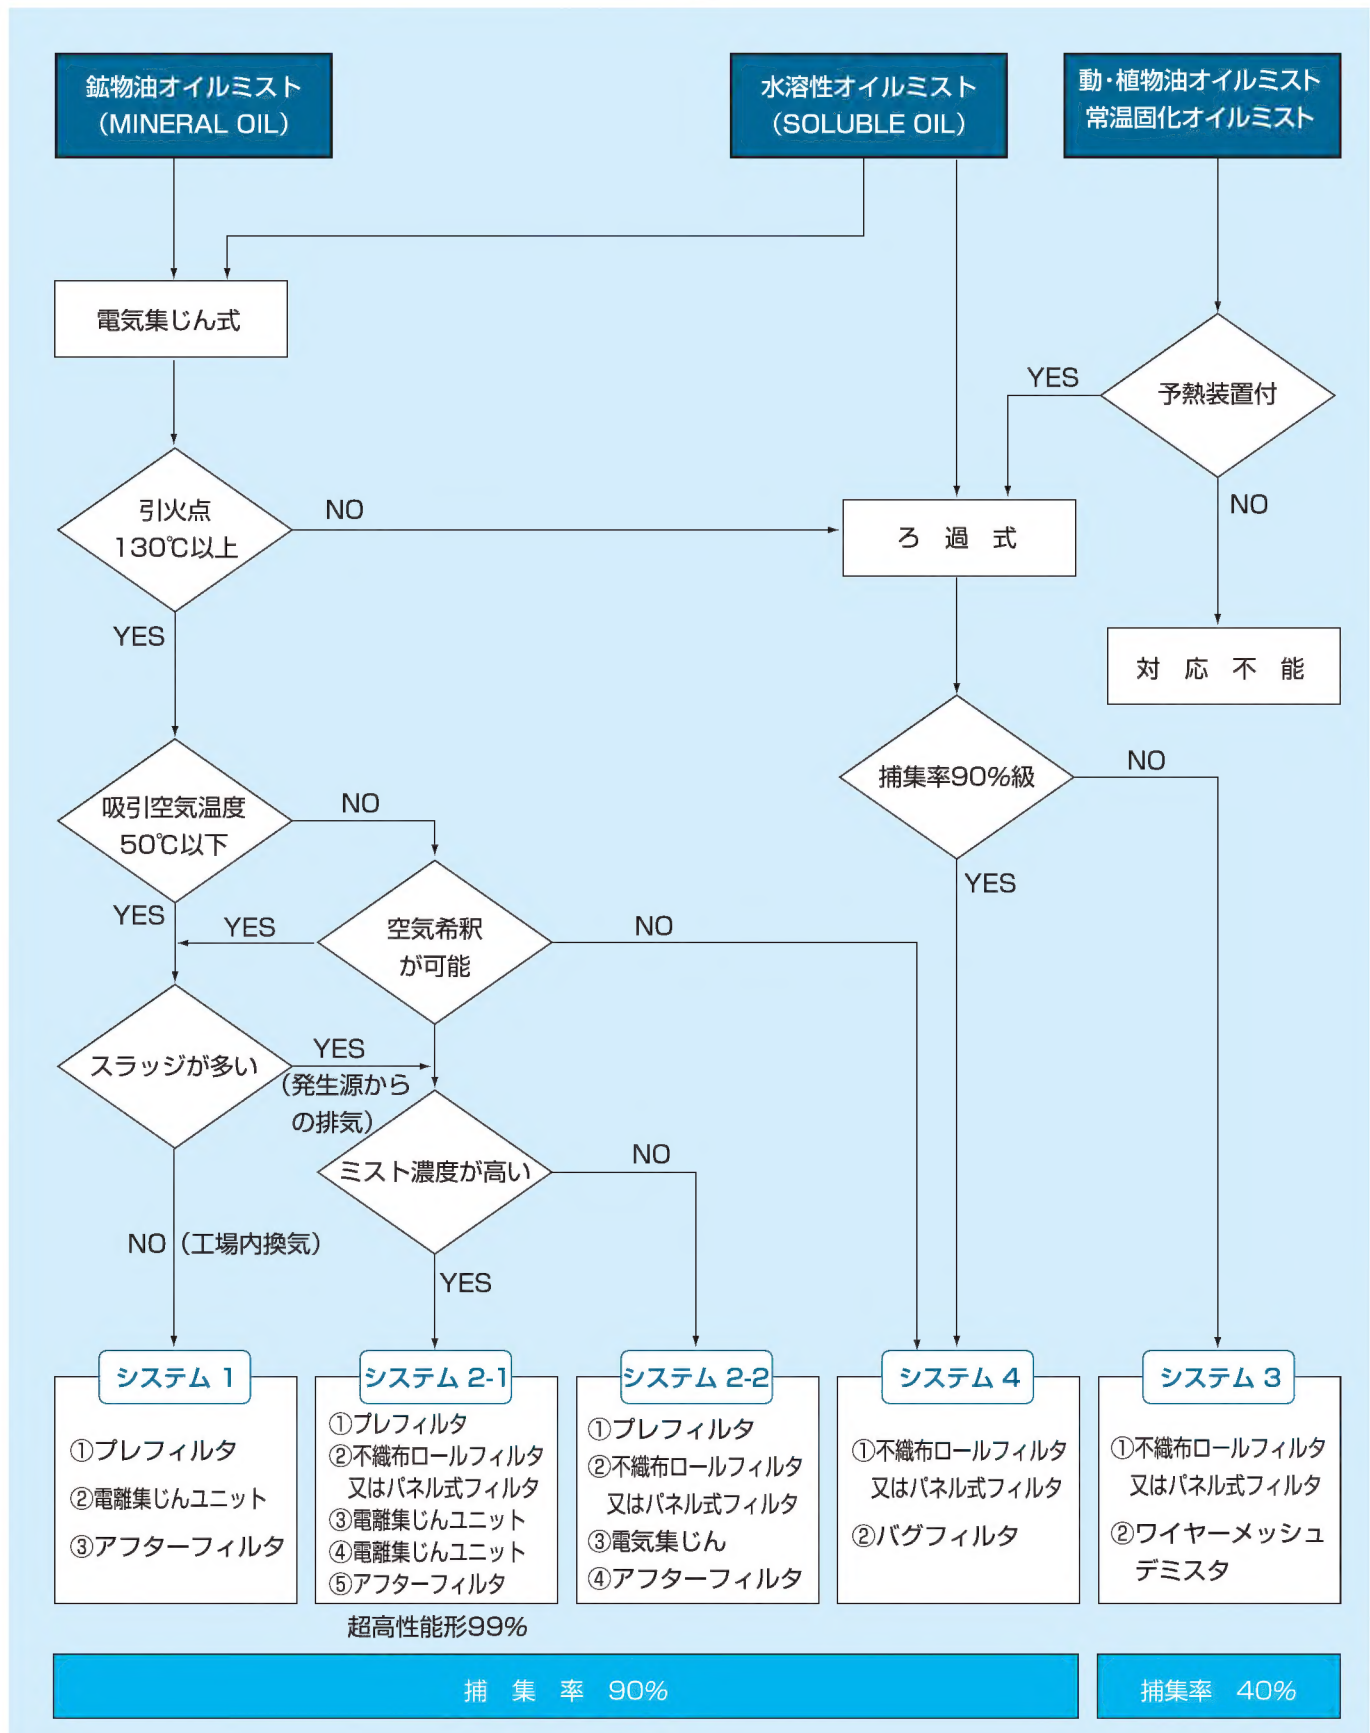 鉱物油オイルミスト
(MINERAL OIL)
水溶性オイルミスト
(SOLUBLE OIL)
動・植物油オイルミスト
常温固化オイルミスト
電気集じん式
YES
予熱装置付
引火点
130℃以上
NO
ろ 過 式
NO
YES
対 応 不 能
吸引空気温度
50℃以下
NO
捕集率90%級
NO
YES
YES
YES
空気希釈
が可能
NO
スラッジが多い
YES
(発生源から
の排気)
ミスト濃度が高い
NO
NO(工場内換気)
YES
システム 1
①プレフィルタ
②電離集じんユニット
③アフターフィルタ
システム 2-1
①プレフィルタ
②不織布ロールフィルタ
又はパネル式フィルタ
③電離集じんユニット
④電離集じんユニット
⑤アフターフィルタ
超高性能形99%
システム 2-2
①プレフィルタ
②不織布ロールフィルタ
又はパネル式フィルタ
③電気集じん
④アフターフィルタ
システム 4
①不織布ロールフィルタ
又はパネル式フィルタ
②バグフィルタ
システム 3
①不織布ロールフィルタ
又はパネル式フィルタ
②ワイヤーメッシュ
デミスタ
捕 集 率 90%
捕集率 40%